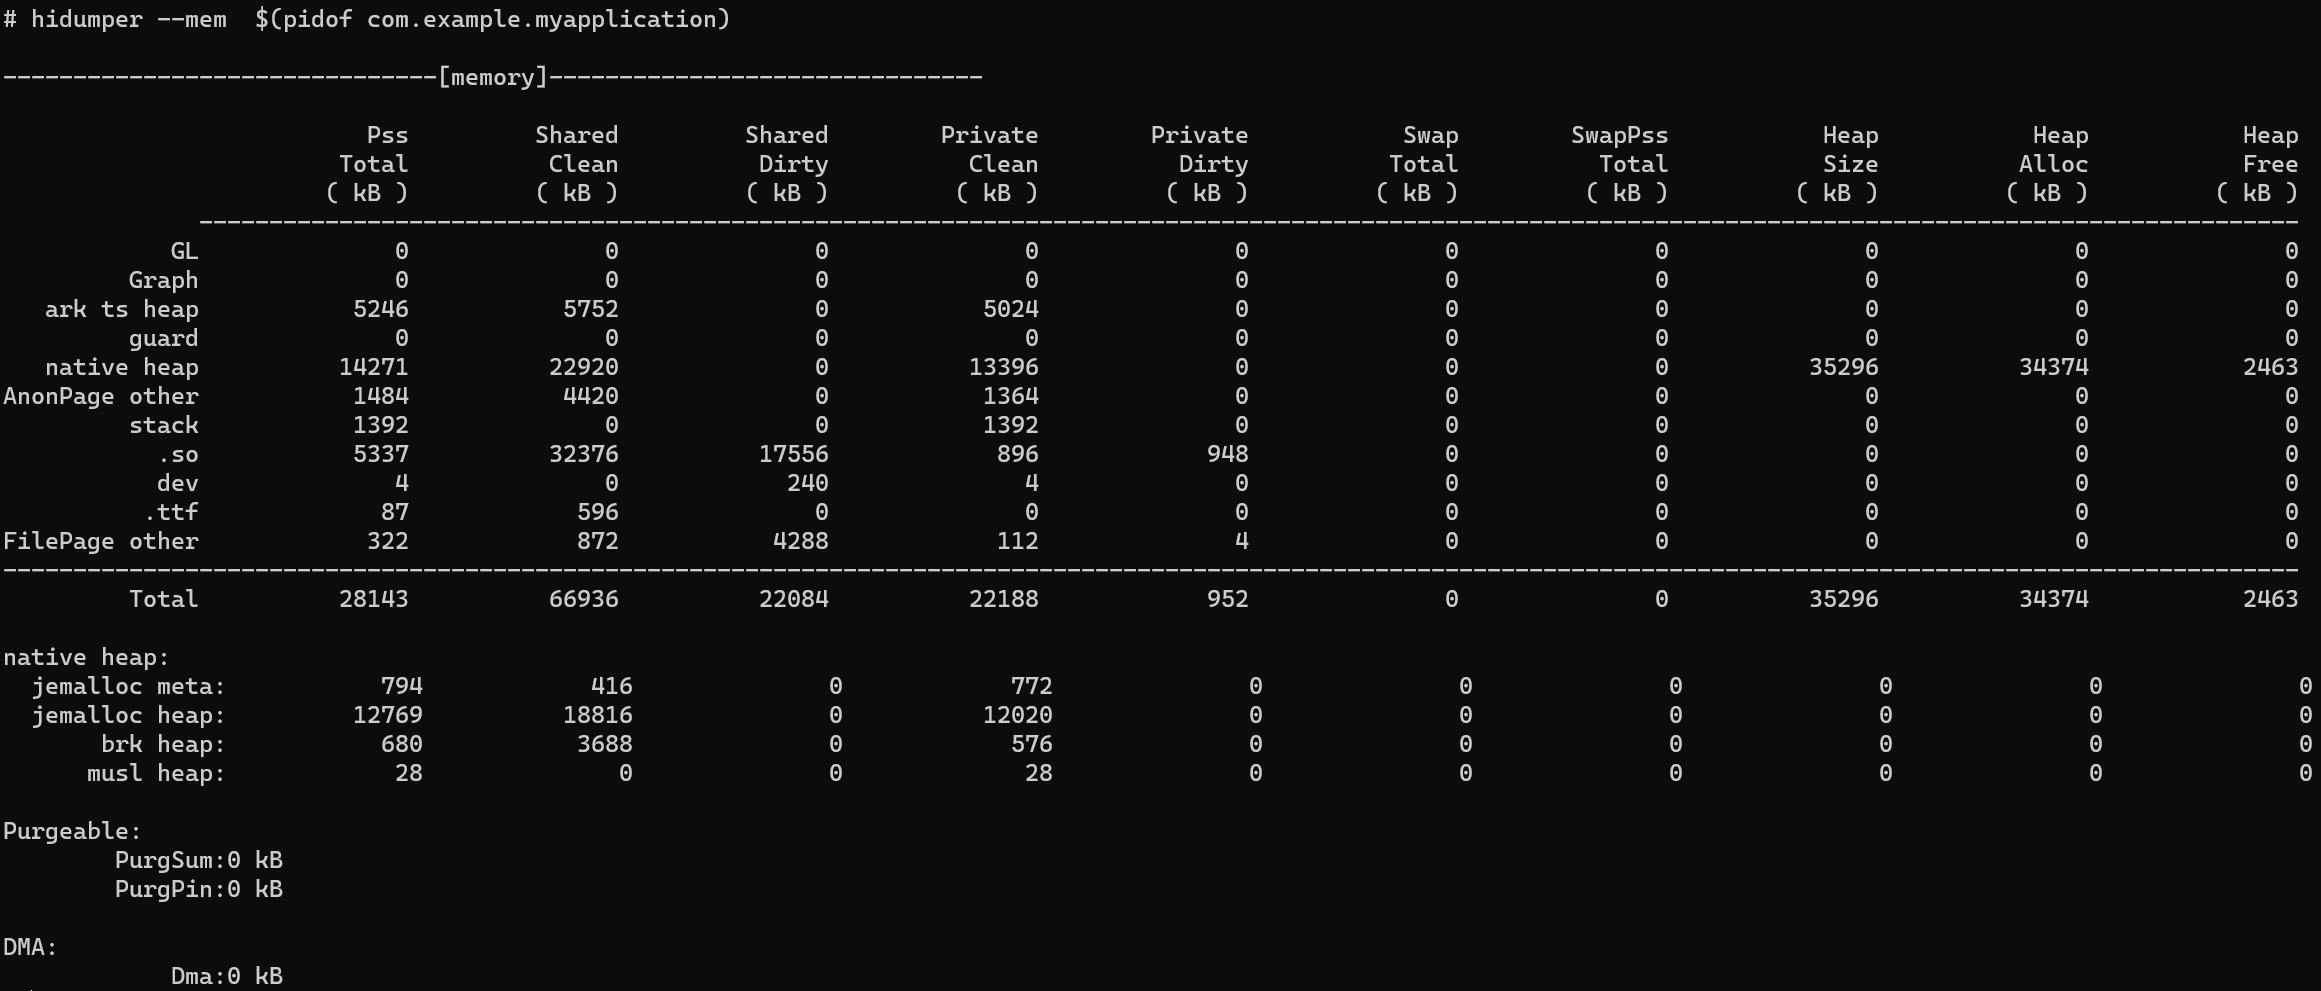 # hidumper --mem  $(pidof com.example.myapplication)
-------------------------------[memory]-------------------------------
Pss Shared Shared Private Private Swap SwapPss Heap Heap Heap
Total Clean Dirty Clean Dirty Total Total Size Alloc Free
( kB ) ( kB ) ( kB ) ( kB ) ( kB ) ( kB ) ( kB ) ( kB ) ( kB ) ( kB )
------------------------------------------------------------------------------------------------------------------------------------------------------
GL 0 0 0 0 0 0 0 0 0 0
Graph 0 0 0 0 0 0 0 0 0 0
ark ts heap 5246 5752 0 5024 0 0 0 0 0 0
guard 0 0 0 0 0 0 0 0 0 0
native heap 14271 22920 0 13396 0 0 0 35296 34374 2463
AnonPage other 1484 4420 0 1364 0 0 0 0 0 0
stack 1392 0 0 1392 0 0 0 0 0 0
.so 5337 32376 17556 896 948 0 0 0 0 0
dev 4 0 240 4 0 0 0 0 0 0
.ttf 87 596 0 0 0 0 0 0 0 0
FilePage other 322 872 4288 112 4 0 0 0 0 0
--------------------------------------------------------------------------------------------------------------------------------------------------------------------
Total 28143 66936 22084 22188 952 0 0 35296 34374 2463
native heap:
jemalloc meta: 794 416 0 772 0 0 0 0 0 0
jemalloc heap: 12769 18816 0 12020 0 0 0 0 0 0
brk heap: 680 3688 0 576 0 0 0 0 0 0
musl heap: 28 0 0 28 0 0 0 0 0 0
Purgeable:
PurgSum:0 kB
PurgPin:0 kB
DMA:
Dma:0 kB